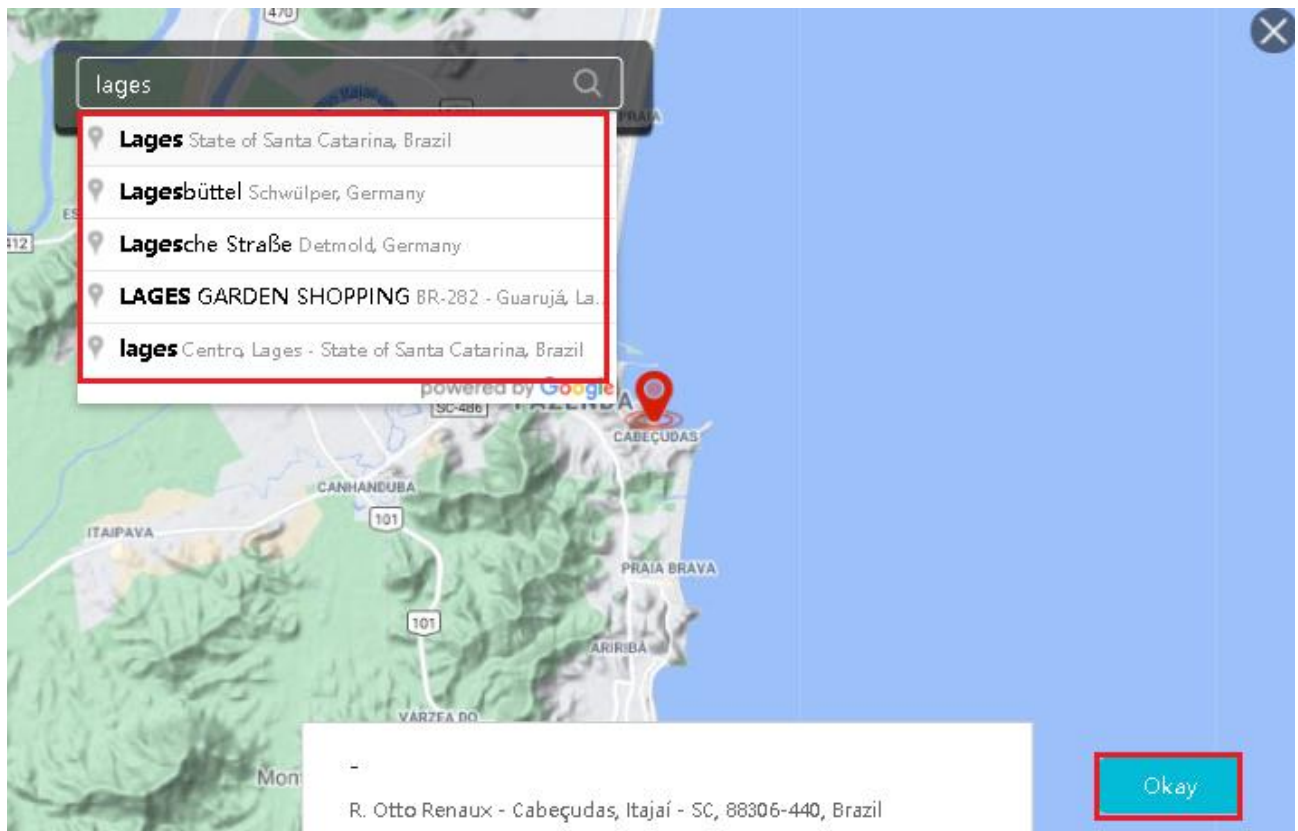 470
lages
PRAIA
Lages State of Santa Catarina, Brazil
Lagesbüttel Schwülper, Germany
ES
412
Lagesche Straße Detmold, Germany
LAGES GARDEN SHOPPING BR-282 - Guarujá, La...
lages Centro, Lages - State of Santa Catarina, Brazil
powered by Google
SC-486
FAZENDA
CABEÇUDAS
CANHANDUBA
101
ITAIPAVA
PRAIA BRAVA
101
ARIRIBÁ
VÁRZEA DO
Mon
-
Okay
R. Otto Renaux - Cabeçudas, Itajaí - SC, 88306-440, Brazil